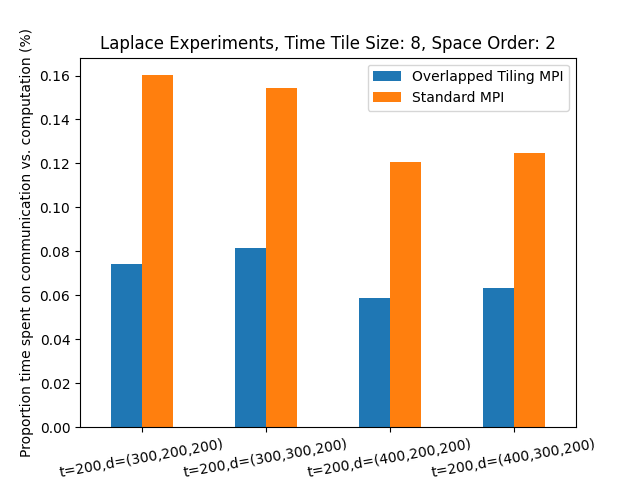 Laplace Experiments, Time Tile Size: 8, Space Order: 2
Proportion time spent on communication vs. computation (%)
0.16
0.14
0.12
0.10
0.08
0.06
0.04
0.02
0.00
Overlapped Tiling MPI
Standard MPI
t=200,d=(300,200,200)
t=200,d=(300,300,200)
t=200,d=(400,200,200)
t=200,d=(400,300,200)